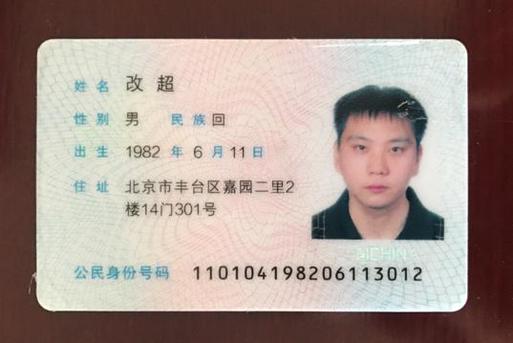 姓名 改超
性别 男 民族 回
出生 1982 年 6 月 11 日
住址 北京市丰台区嘉园二里2
楼14门301号
公民身份号码 110104198206113012